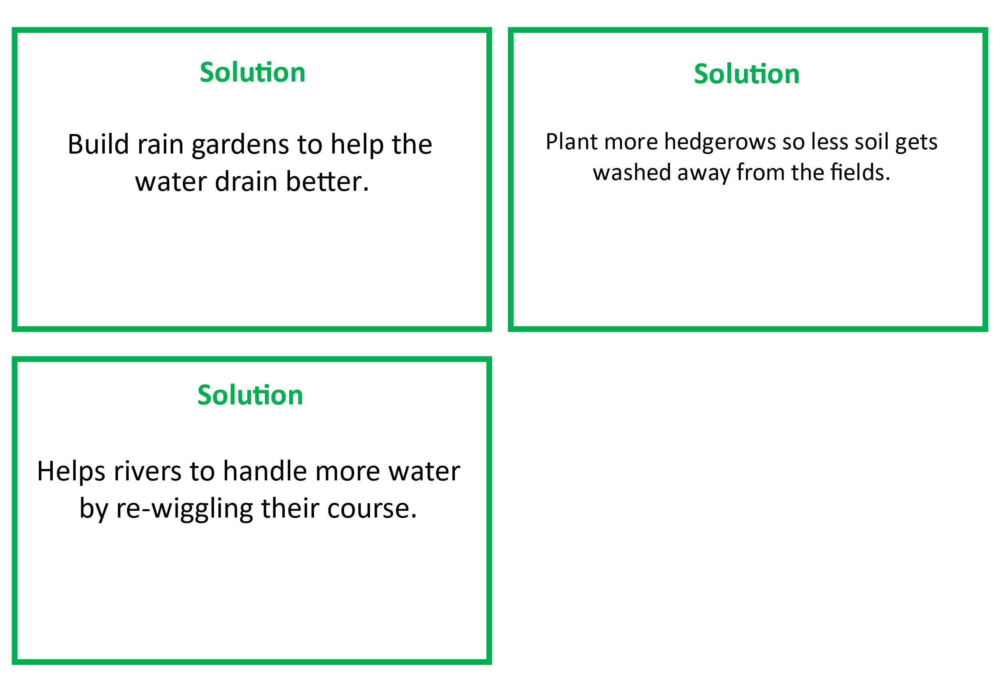 Solution
Build rain gardens to help the
water drain better.
Solution
Plant more hedgerows so less soil gets
washed away from the fields.
Solution
Helps rivers to handle more water
by re-wiggling their course.